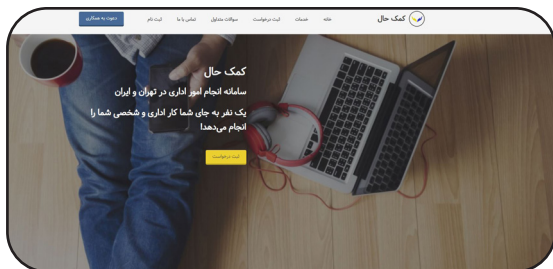 کمک حال
خانه
خدمات
ثبت درخواست
سوالات متداول
تماس با ما
ثبت نام
دعوت به همکاری
کمک حال
سامانه انجام امور اداری در تهران و ایران
یک نفر به جای شما کار اداری و شخصی شما را
انجام می‌دهد!
ثبت درخواست